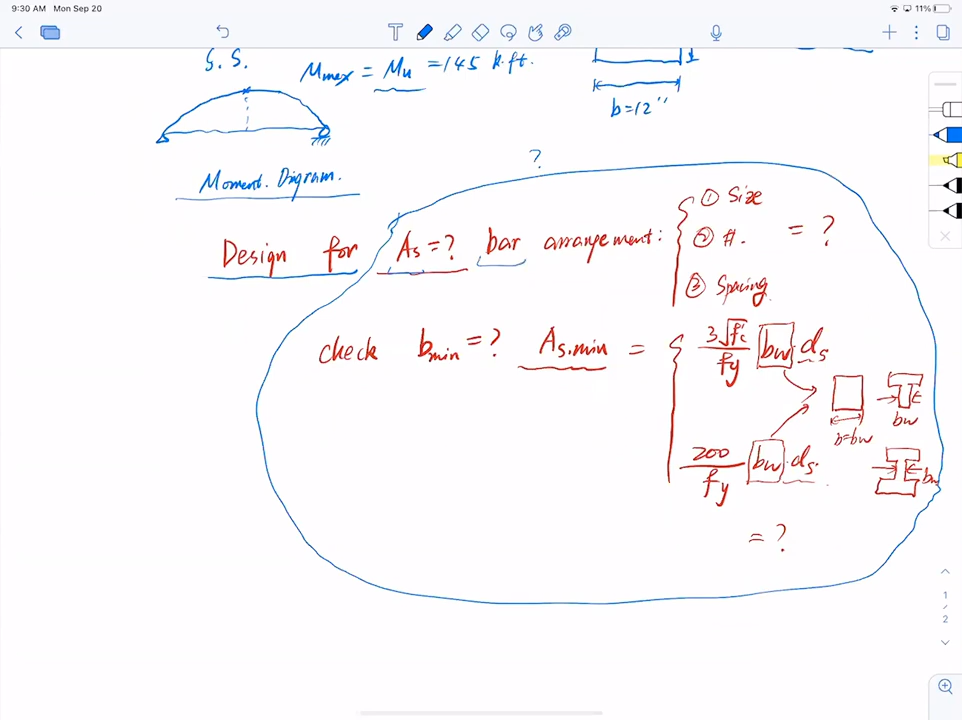 9:30 AM Mon Sep 20
11%
T
S.S.
Mmax = Mu = 145 k.ft.
b=12"
Moment. Digram.
?
Design for As=? bar arrangement:
① Size
② #. = ?
③ Spacing
check bmin=? As.min =
3√f'c / fy bw·ds
b=bw
bw
200 / fy bw·ds.
bw
= ?
1
/
2